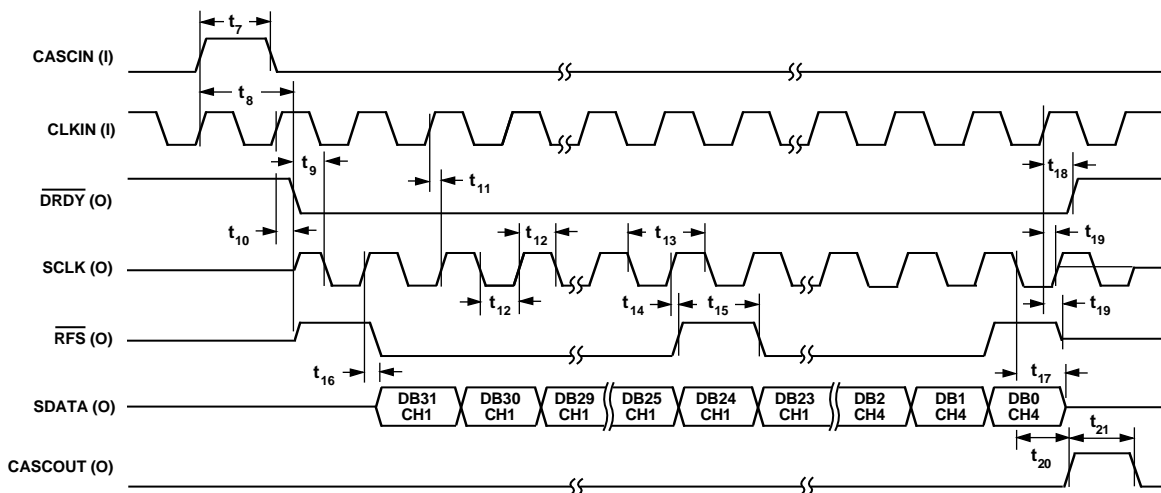 t7
CASCIN (I)
t8
CLKIN (I)
t9
t11
t18
DRDY (O)
t10
t12
t13
t19
SCLK (O)
t12
t14
t15
t19
RFS (O)
t16
t17
SDATA (O)
DB31 CH1
DB30 CH1
DB29 CH1
DB25 CH1
DB24 CH1
DB23 CH1
DB2 CH4
DB1 CH4
DB0 CH4
t20
t21
CASCOUT (O)